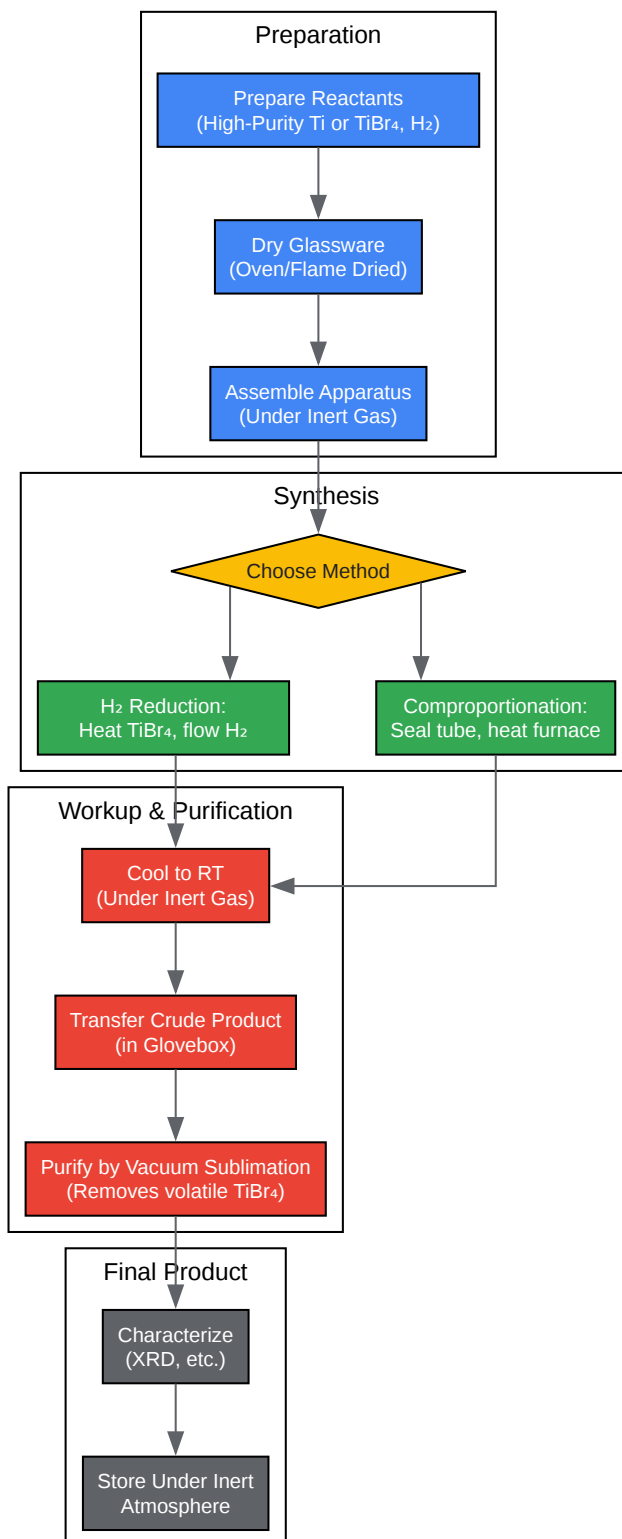 Preparation
Prepare Reactants
(High-Purity Ti or TiBr₄, H₂)
Dry Glassware
(Oven/Flame Dried)
Assemble Apparatus
(Under Inert Gas)
Synthesis
Choose Method
H₂ Reduction:
Heat TiBr₄, flow H₂
Comproportionation:
Seal tube, heat furnace
Workup & Purification
Cool to RT
(Under Inert Gas)
Transfer Crude Product
(in Glovebox)
Purify by Vacuum Sublimation
(Removes volatile TiBr₄)
Final Product
Characterize
(XRD, etc.)
Store Under Inert
Atmosphere